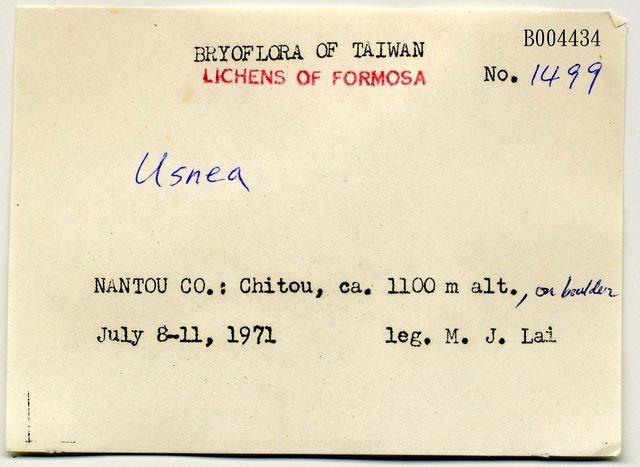 B004434
BRYOFLORA OF TAIWAN
LICHENS OF FORMOSA
No. 1499
Usnea
NANTOU CO.: Chitou, ca. 1100 m alt., on boulder
July 8-11, 1971 leg. M. J. Lai